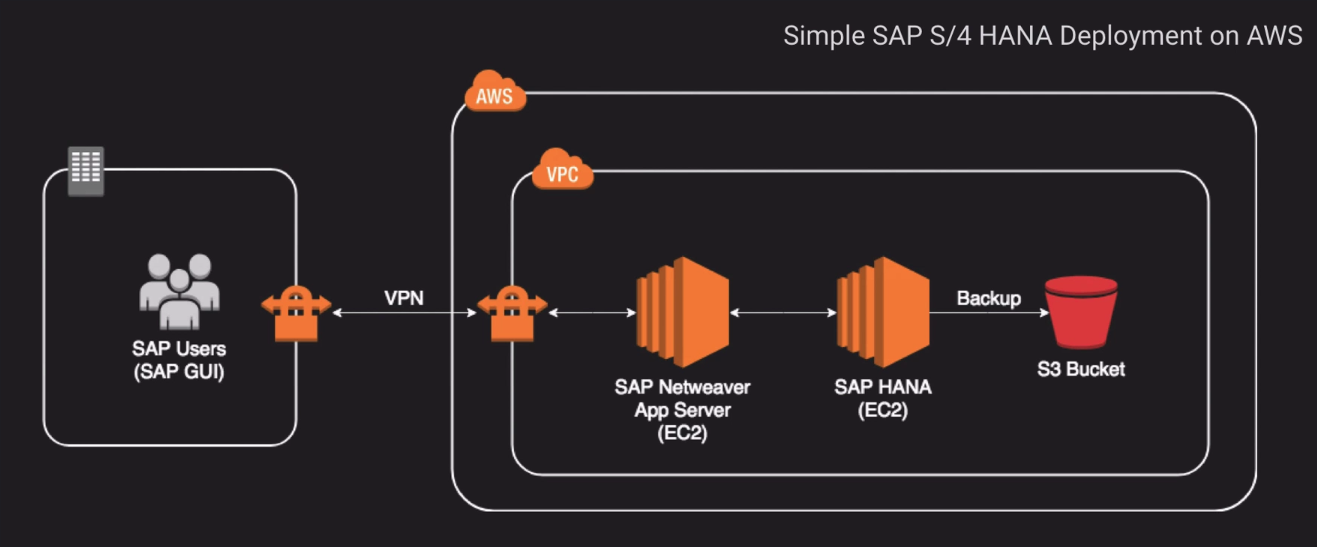 Simple SAP S/4 HANA Deployment on AWS
AWS
VPC
VPN
Backup
SAP Users
(SAP GUI)
SAP Netweaver
App Server
(EC2)
SAP HANA
(EC2)
S3 Bucket